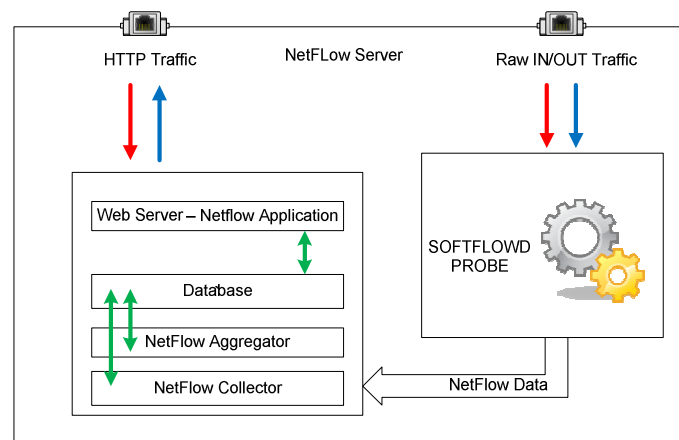 NetFLow Server
HTTP Traffic
Raw IN/OUT Traffic
Web Server – Netflow Application
Database
NetFlow Aggregator
NetFlow Collector
SOFTFLOWD
PROBE
NetFlow Data